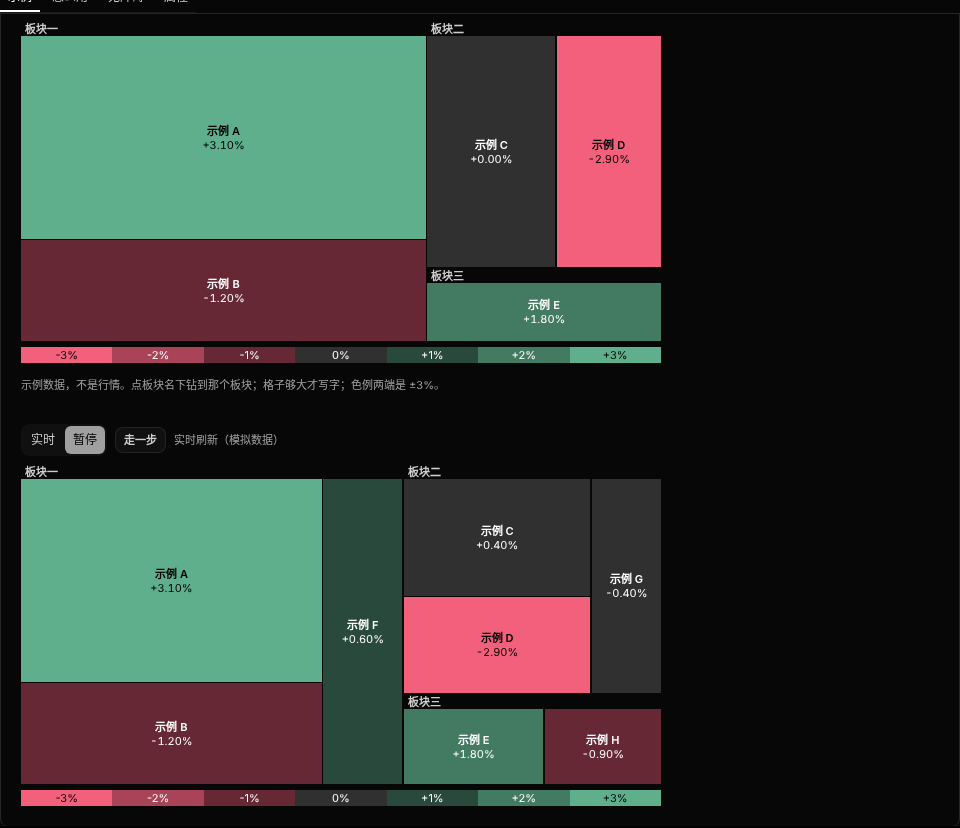 板块一
板块二
示例 A
+3.10%
示例 C
+0.00%
示例 D
-2.90%
示例 B
-1.20%
板块三
示例 E
+1.80%
-3%
-2%
-1%
0%
+1%
+2%
+3%
示例数据，不是行情。点板块名下钻到那个板块；格子够大才写字；色例两端是 ±3%。
实时
暂停
走一步
实时刷新（模拟数据）
板块一
板块二
示例 A
+3.10%
示例 F
+0.60%
示例 C
+0.40%
示例 G
-0.40%
示例 D
-2.90%
示例 B
-1.20%
板块三
示例 E
+1.80%
示例 H
-0.90%
-3%
-2%
-1%
0%
+1%
+2%
+3%